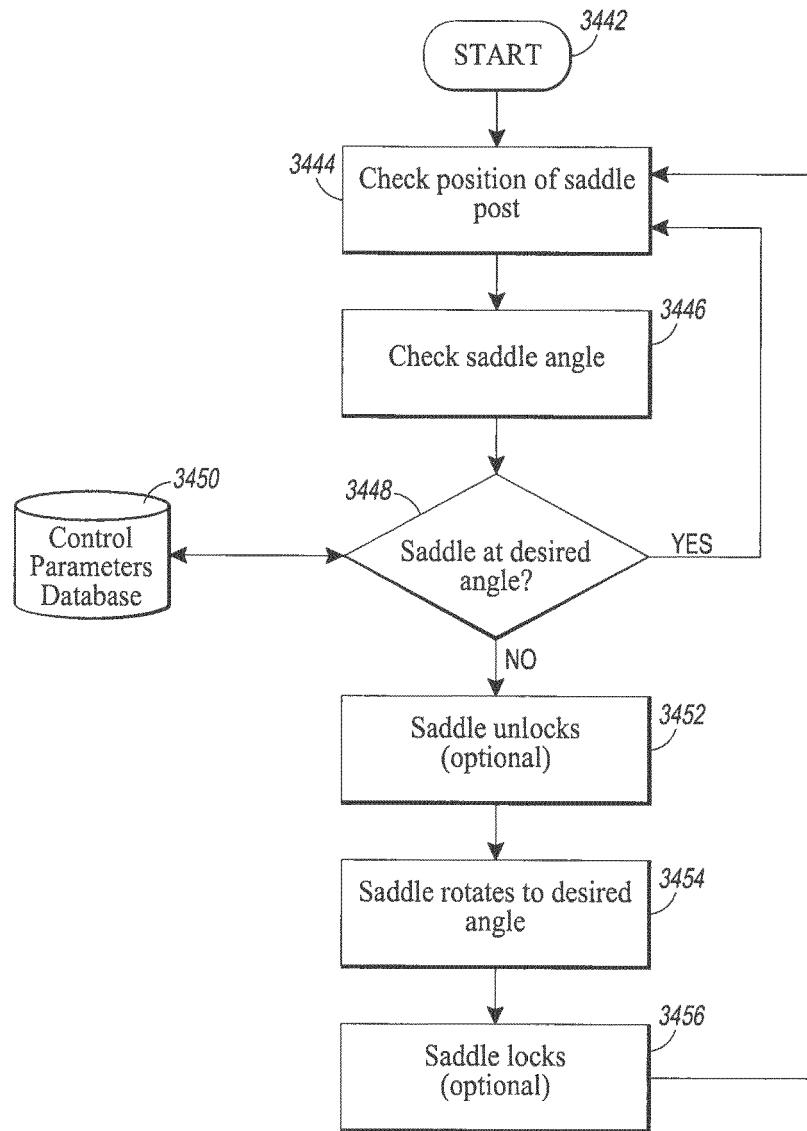 3442
START
3444
Check position of saddle
post
3446
Check saddle angle
3450
Control
Parameters
Database
3448
Saddle at desired
angle?
YES
NO
3452
Saddle unlocks
(optional)
3454
Saddle rotates to desired
angle
3456
Saddle locks
(optional)